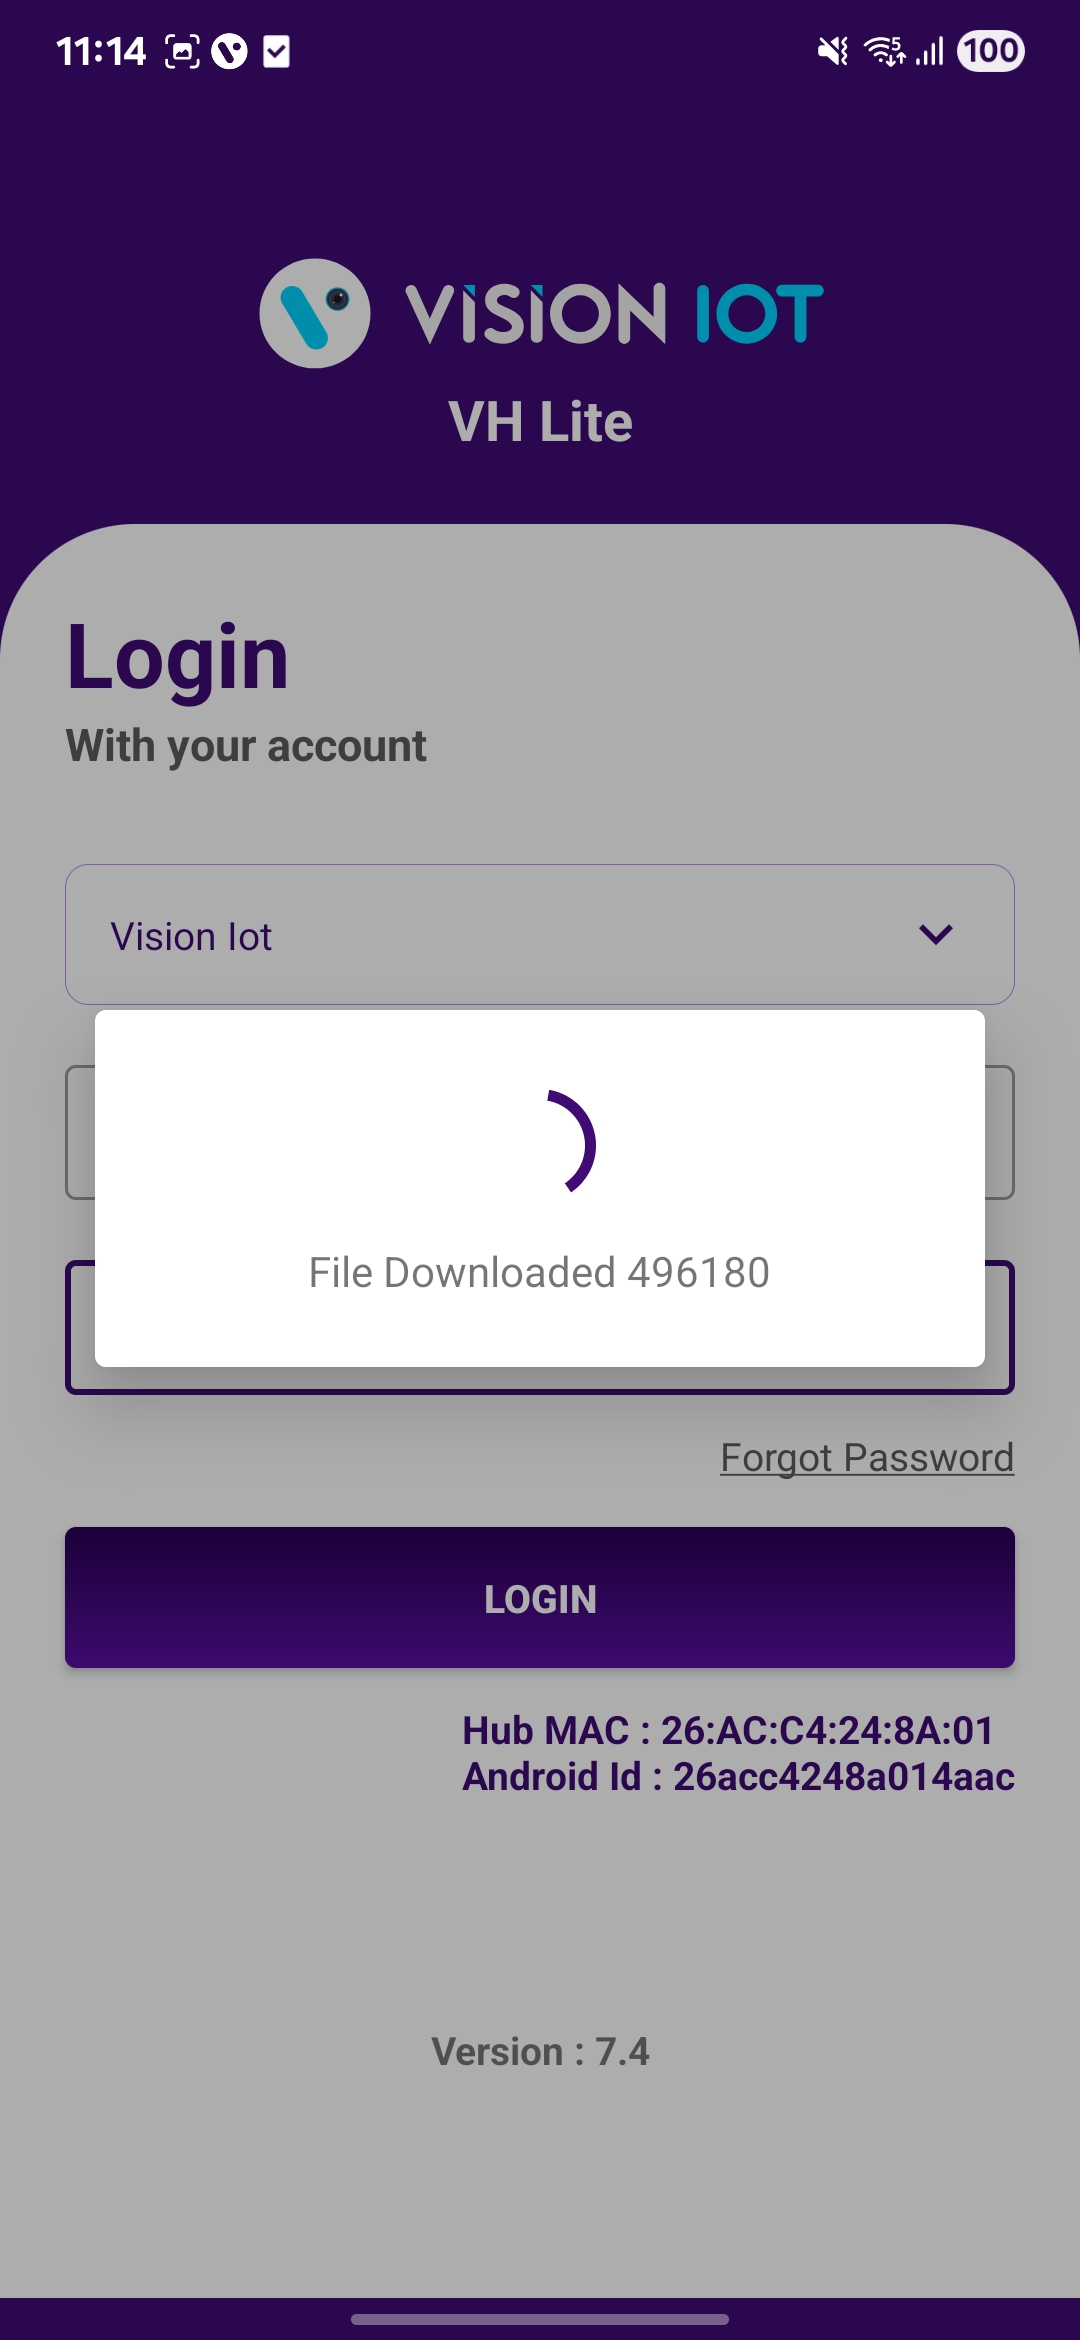 11:14
5
100
VISION IOT
VH Lite
Login
With your account
Vision Iot
File Downloaded 496180
Forgot Password
LOGIN
Hub MAC : 26:AC:C4:24:8A:01
Android Id : 26acc4248a014aac
Version : 7.4